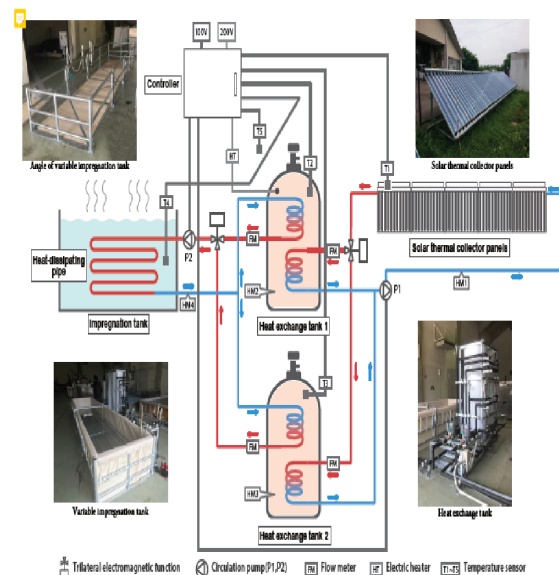 100V
200V
Controller
T5
HT
T2
T1
Angle of variable impregnation tank
Solar thermal collector panels
T4
P2
FM
FM
Solar thermal collector panels
Heat-dissipating
pipe
HM2
P1
HM1
HM4
Impregnation tank
Heat exchange tank 1
T3
FM
FM
Variable impregnation tank
Heat exchange tank 2
Heat exchange tank
Trilateral electromagnetic function
Circulation pump(P1,P2)
FM Flow meter
HT Electric heater
T1~T5 Temperature sensor